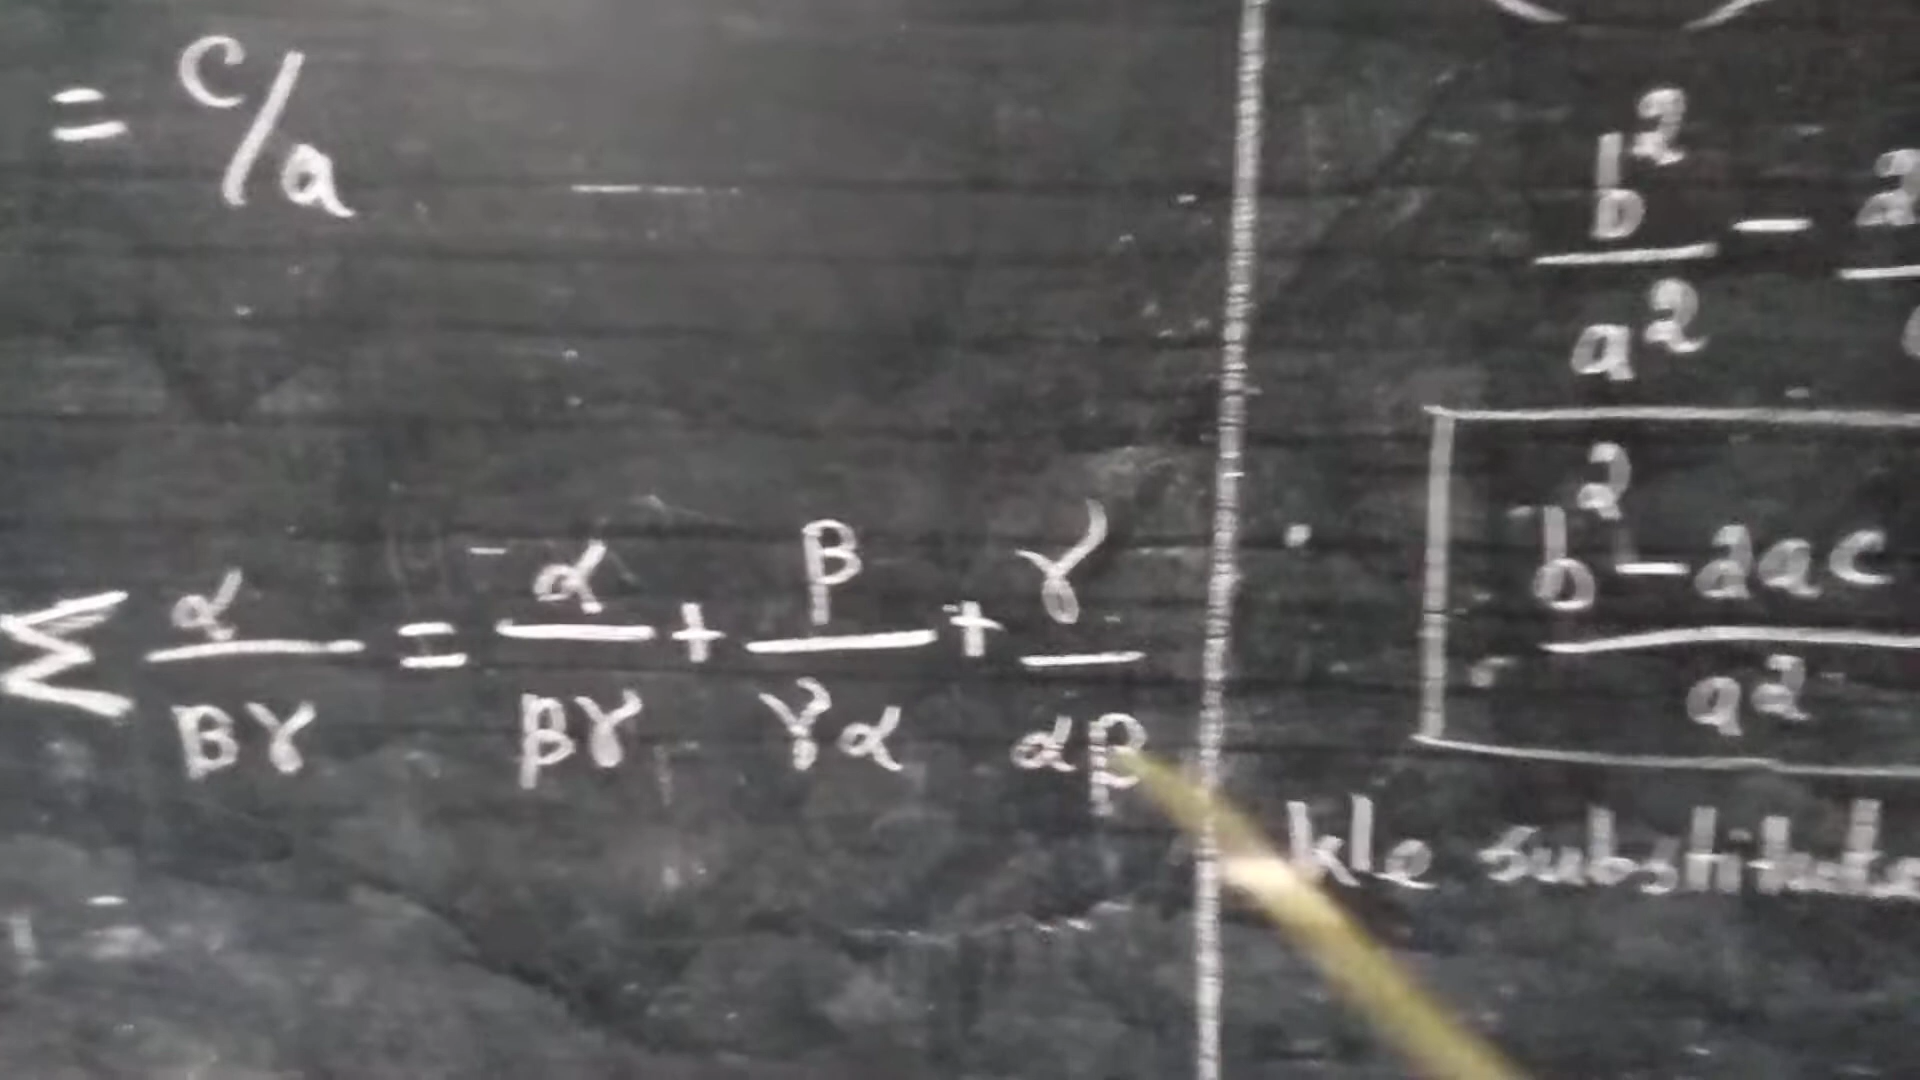 = c/a
Σ α/βγ = α/βγ + β/γα + γ/αβ
b²/a² - 2
b² - 2ac / a²
kle substitute